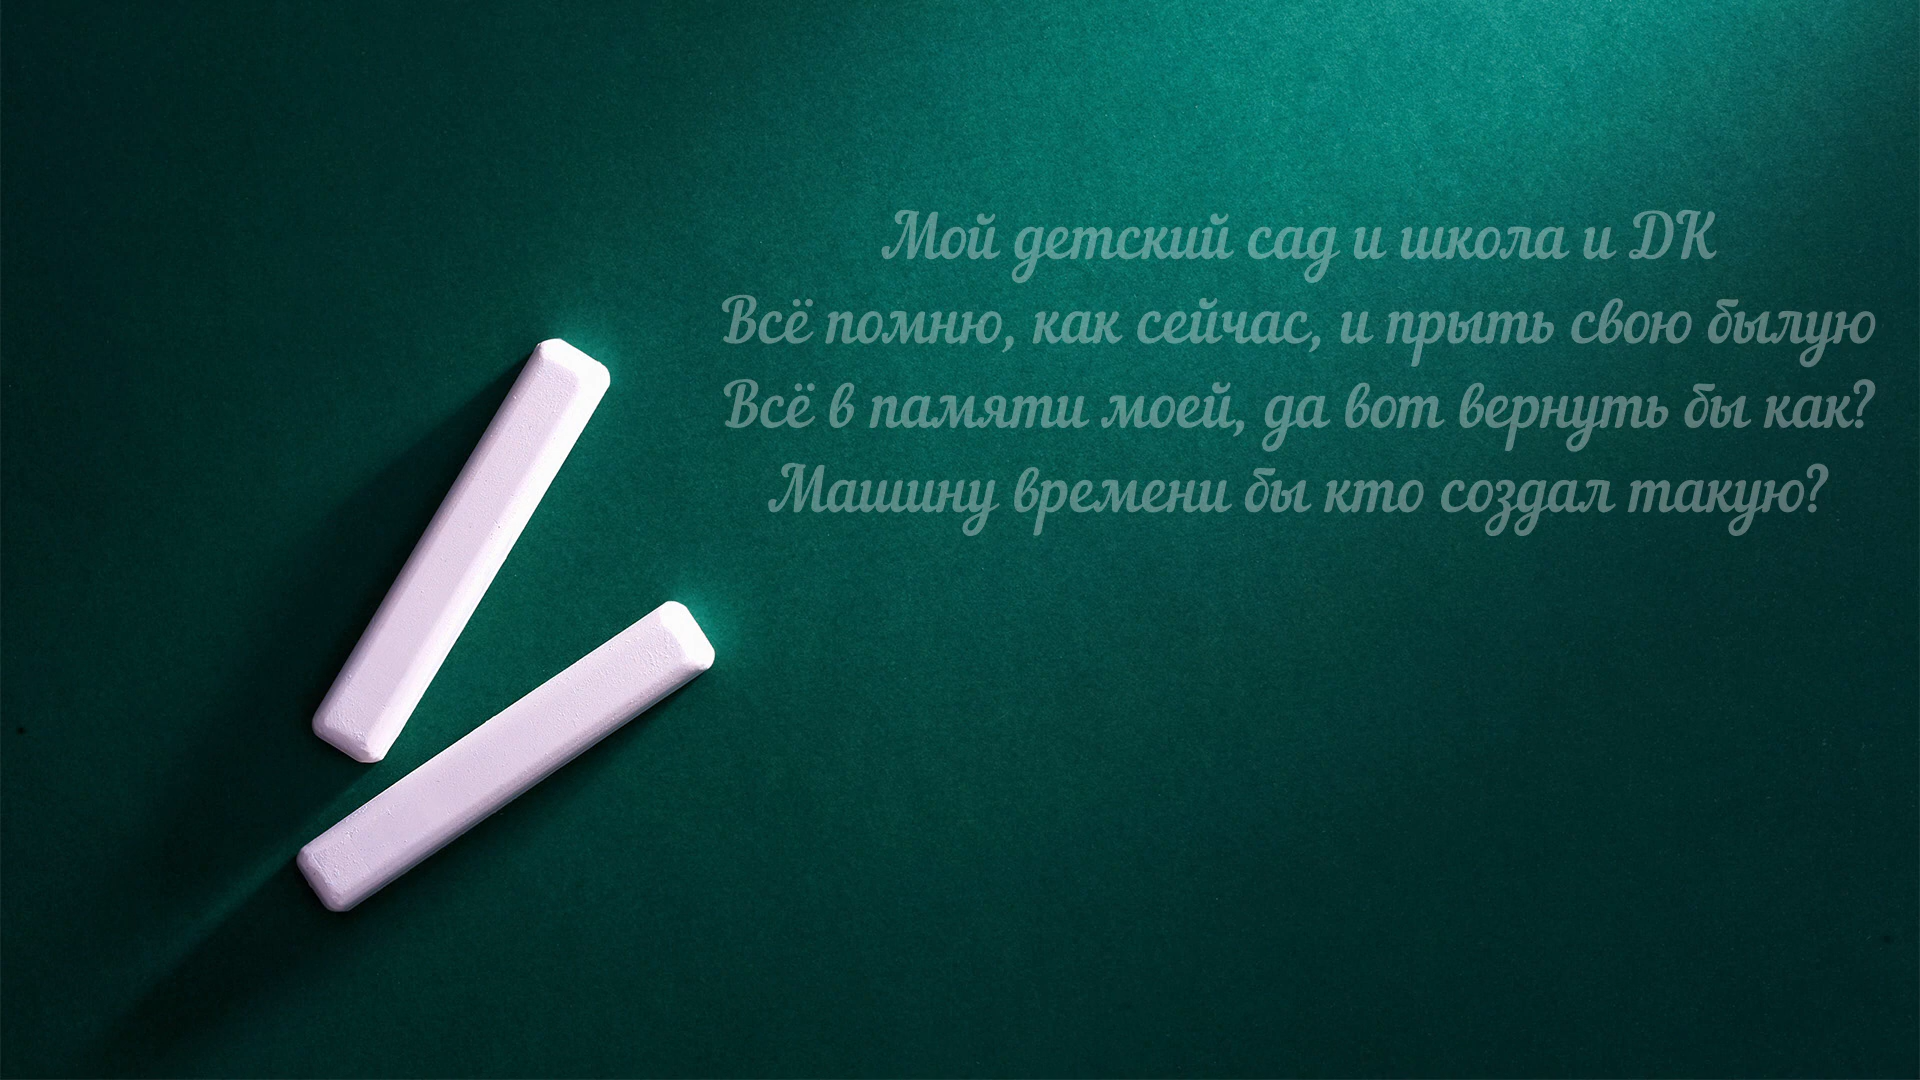 Мой детский сад и школа и ДК
Всё помню, как сейчас, и прыть свою былую
Всё в памяти моей, да вот вернуть бы как?
Машину времени бы кто создал такую?